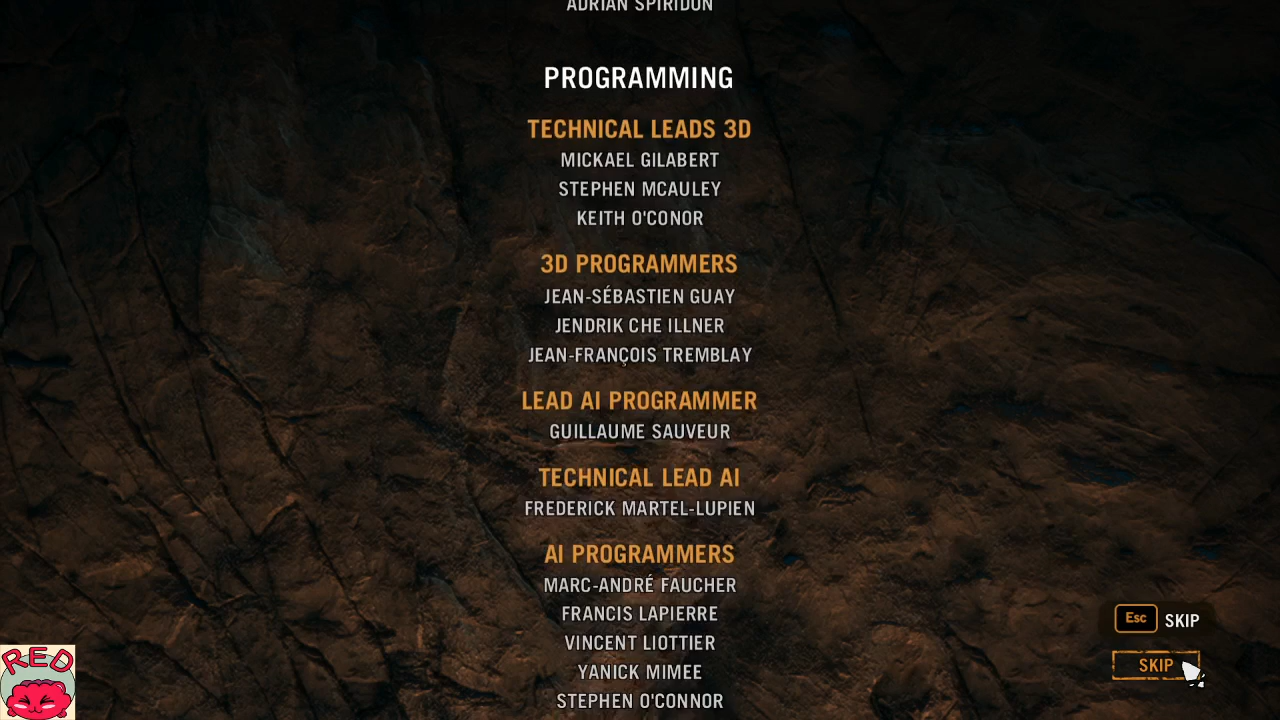 ADRIAN SPIRIDON
PROGRAMMING
TECHNICAL LEADS 3D
MICKAEL GILABERT
STEPHEN MCAULEY
KEITH O'CONOR
3D PROGRAMMERS
JEAN-SÉBASTIEN GUAY
JENDRIK CHE ILLNER
JEAN-FRANÇOIS TREMBLAY
LEAD AI PROGRAMMER
GUILLAUME SAUVEUR
TECHNICAL LEAD AI
FREDERICK MARTEL-LUPIEN
AI PROGRAMMERS
MARC-ANDRÉ FAUCHER
FRANCIS LAPIERRE
VINCENT LIOTTIER
YANICK MIMEE
STEPHEN O'CONNOR
Esc SKIP
SKIP
RED